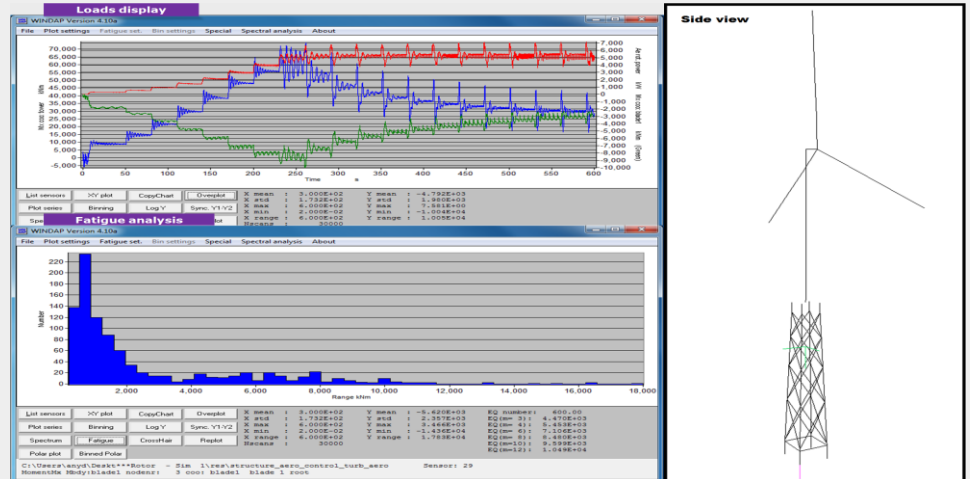 Loads display
WINDAP Version 4.10a
File Plot settings Fatigue set. Bin settings Special Spectral analysis About
70,000
65,000
60,000
55,000
50,000
45,000
40,000
35,000
30,000
25,000
20,000
15,000
10,000
5,000
0
-5,000
7,000
6,000
5,000
4,000
3,000
2,000
1,000
0
-1,000
-2,000
-3,000
-4,000
-5,000
-6,000
-7,000
-8,000
-9,000
-10,000
0 50 100 150 200 250 300 350 400 450 500 550 600
Time s
List sensors XY plot CopyChart Overplot
Plot series Binning Log Y Sync. Y1-Y2
X mean : 3.000E+02 Y mean : -4.792E+03
X std : 1.732E+02 Y std : 1.980E+03
X max : 6.000E+02 Y max : 7.581E+00
X min : 2.000E-02 Y min : -1.004E+04
X range : 6.000E+02 Y range : 1.005E+04
Nscans : 30000
Fatigue analysis
WINDAP Version 4.10a
File Plot settings Fatigue set. Bin settings Special Spectral analysis About
220
200
180
160
140
120
100
80
60
40
20
0
Number
2,000 4,000 6,000 8,000 10,000 12,000 14,000 16,000 18,000
Range kNm
List sensors XY plot CopyChart Overplot
Plot series Binning Log Y Sync. Y1-Y2
Spectrum Fatigue CrossHair Replot
Polar plot Binned Polar
X mean : 3.000E+02 Y mean : -5.620E+03 EQ number: 600.00
X std : 1.732E+02 Y std : 2.357E+03 EQ(m= 3): 4.470E+03
X max : 6.000E+02 Y max : 3.466E+03 EQ(m= 4): 5.453E+03
X min : 2.000E-02 Y min : -1.436E+04 EQ(m= 6): 7.106E+03
X range : 6.000E+02 Y range : 1.783E+04 EQ(m= 8): 8.480E+03
Nscans : 30000 EQ(m=10): 9.599E+03
EQ(m=12): 1.049E+04
C:\Users\anyd\Deskt***Rotor - Sim 1\res\structure_aero_control_turb_aero Sensor: 29
MomentMx Mbdy:blade1 nodenr: 3 coo: blade1 blade 1 root
Side view